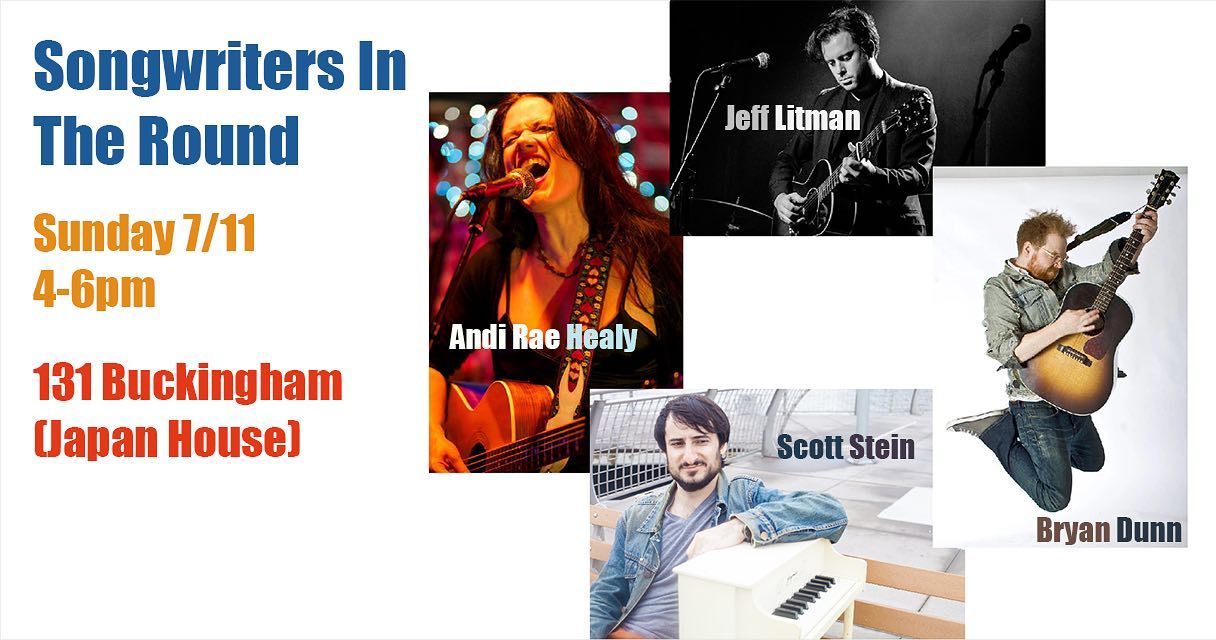 Songwriters In
The Round
Sunday 7/11
4-6pm
131 Buckingham
(Japan House)
Jeff Litman
Andi Rae Healy
Scott Stein
Bryan Dunn